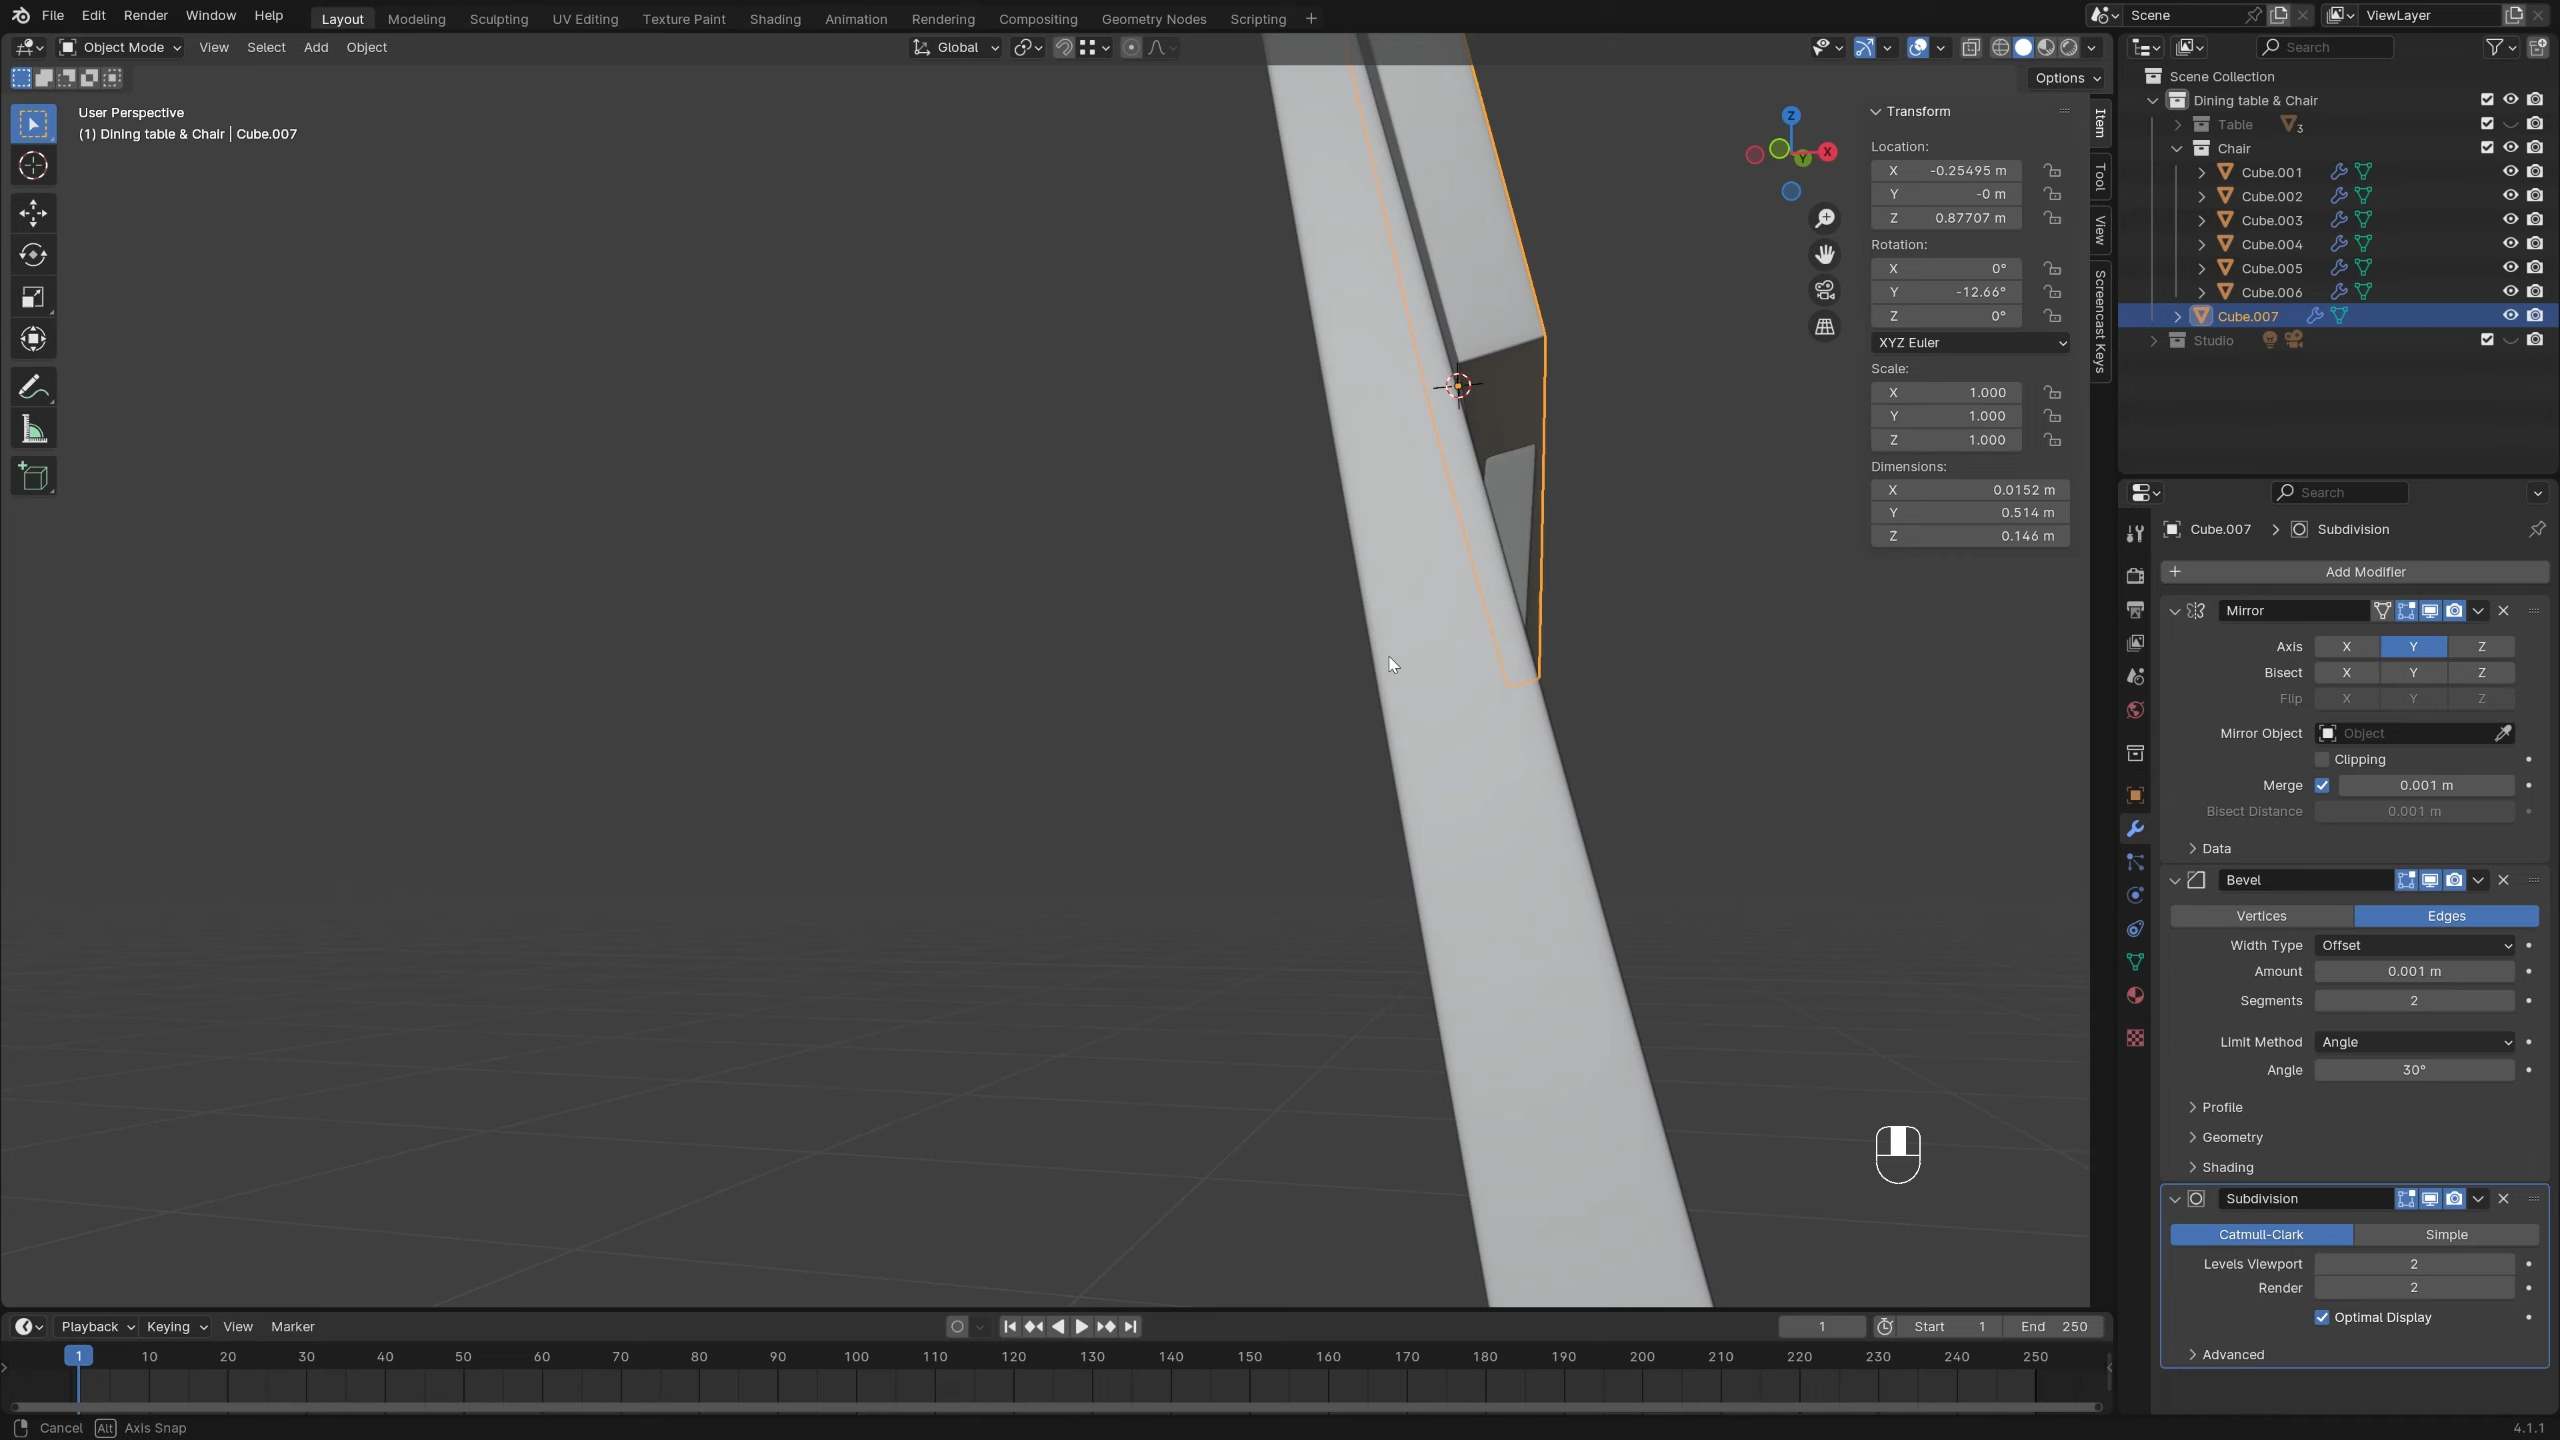 File Edit Render Window Help Layout Modeling Sculpting UV Editing Texture Paint Shading Animation Rendering Compositing Geometry Nodes Scripting + Scene ViewLayer
Object Mode View Select Add Object Global Search
Options
User Perspective
(1) Dining table & Chair | Cube.007
Z
X
Y
Transform
Location:
X -0.25495 m
Y -0 m
Z 0.87707 m
Rotation:
X 0°
Y -12.66°
Z 0°
XYZ Euler
Scale:
X 1.000
Y 1.000
Z 1.000
Dimensions:
X 0.0152 m
Y 0.514 m
Z 0.146 m
Item
Tool
View
Screencast Keys
Scene Collection
Dining table & Chair
Table 3
Chair
Cube.001
Cube.002
Cube.003
Cube.004
Cube.005
Cube.006
Cube.007
Studio
Search
Cube.007 > Subdivision
+ Add Modifier
Mirror
Axis X Y Z
Bisect X Y Z
Flip X Y Z
Mirror Object Object
Clipping
Merge 0.001 m
Bisect Distance 0.001 m
Data
Bevel
Vertices Edges
Width Type Offset
Amount 0.001 m
Segments 2
Limit Method Angle
Angle 30°
Profile
Geometry
Shading
Subdivision
Catmull-Clark Simple
Levels Viewport 2
Render 2
Optimal Display
Advanced
Playback Keying View Marker 1 Start 1 End 250
1 10 20 30 40 50 60 70 80 90 100 110 120 130 140 150 160 170 180 190 200 210 220 230 240 250
Cancel Alt Axis Snap 4.1.1